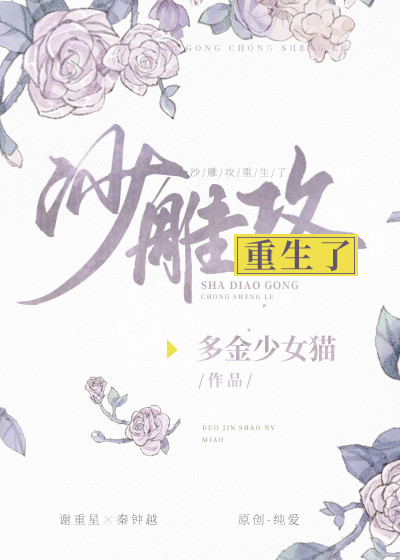 GONG CHONG SHENG LE
沙/雕/攻/重/生/了
沙雕攻
重生了
SHA DIAO GONG
CHONG SHENG LE
多金少女猫
/作品/
DUO JIN SHAO NV
MIAO
谢重星×秦钟越
原创-纯爱